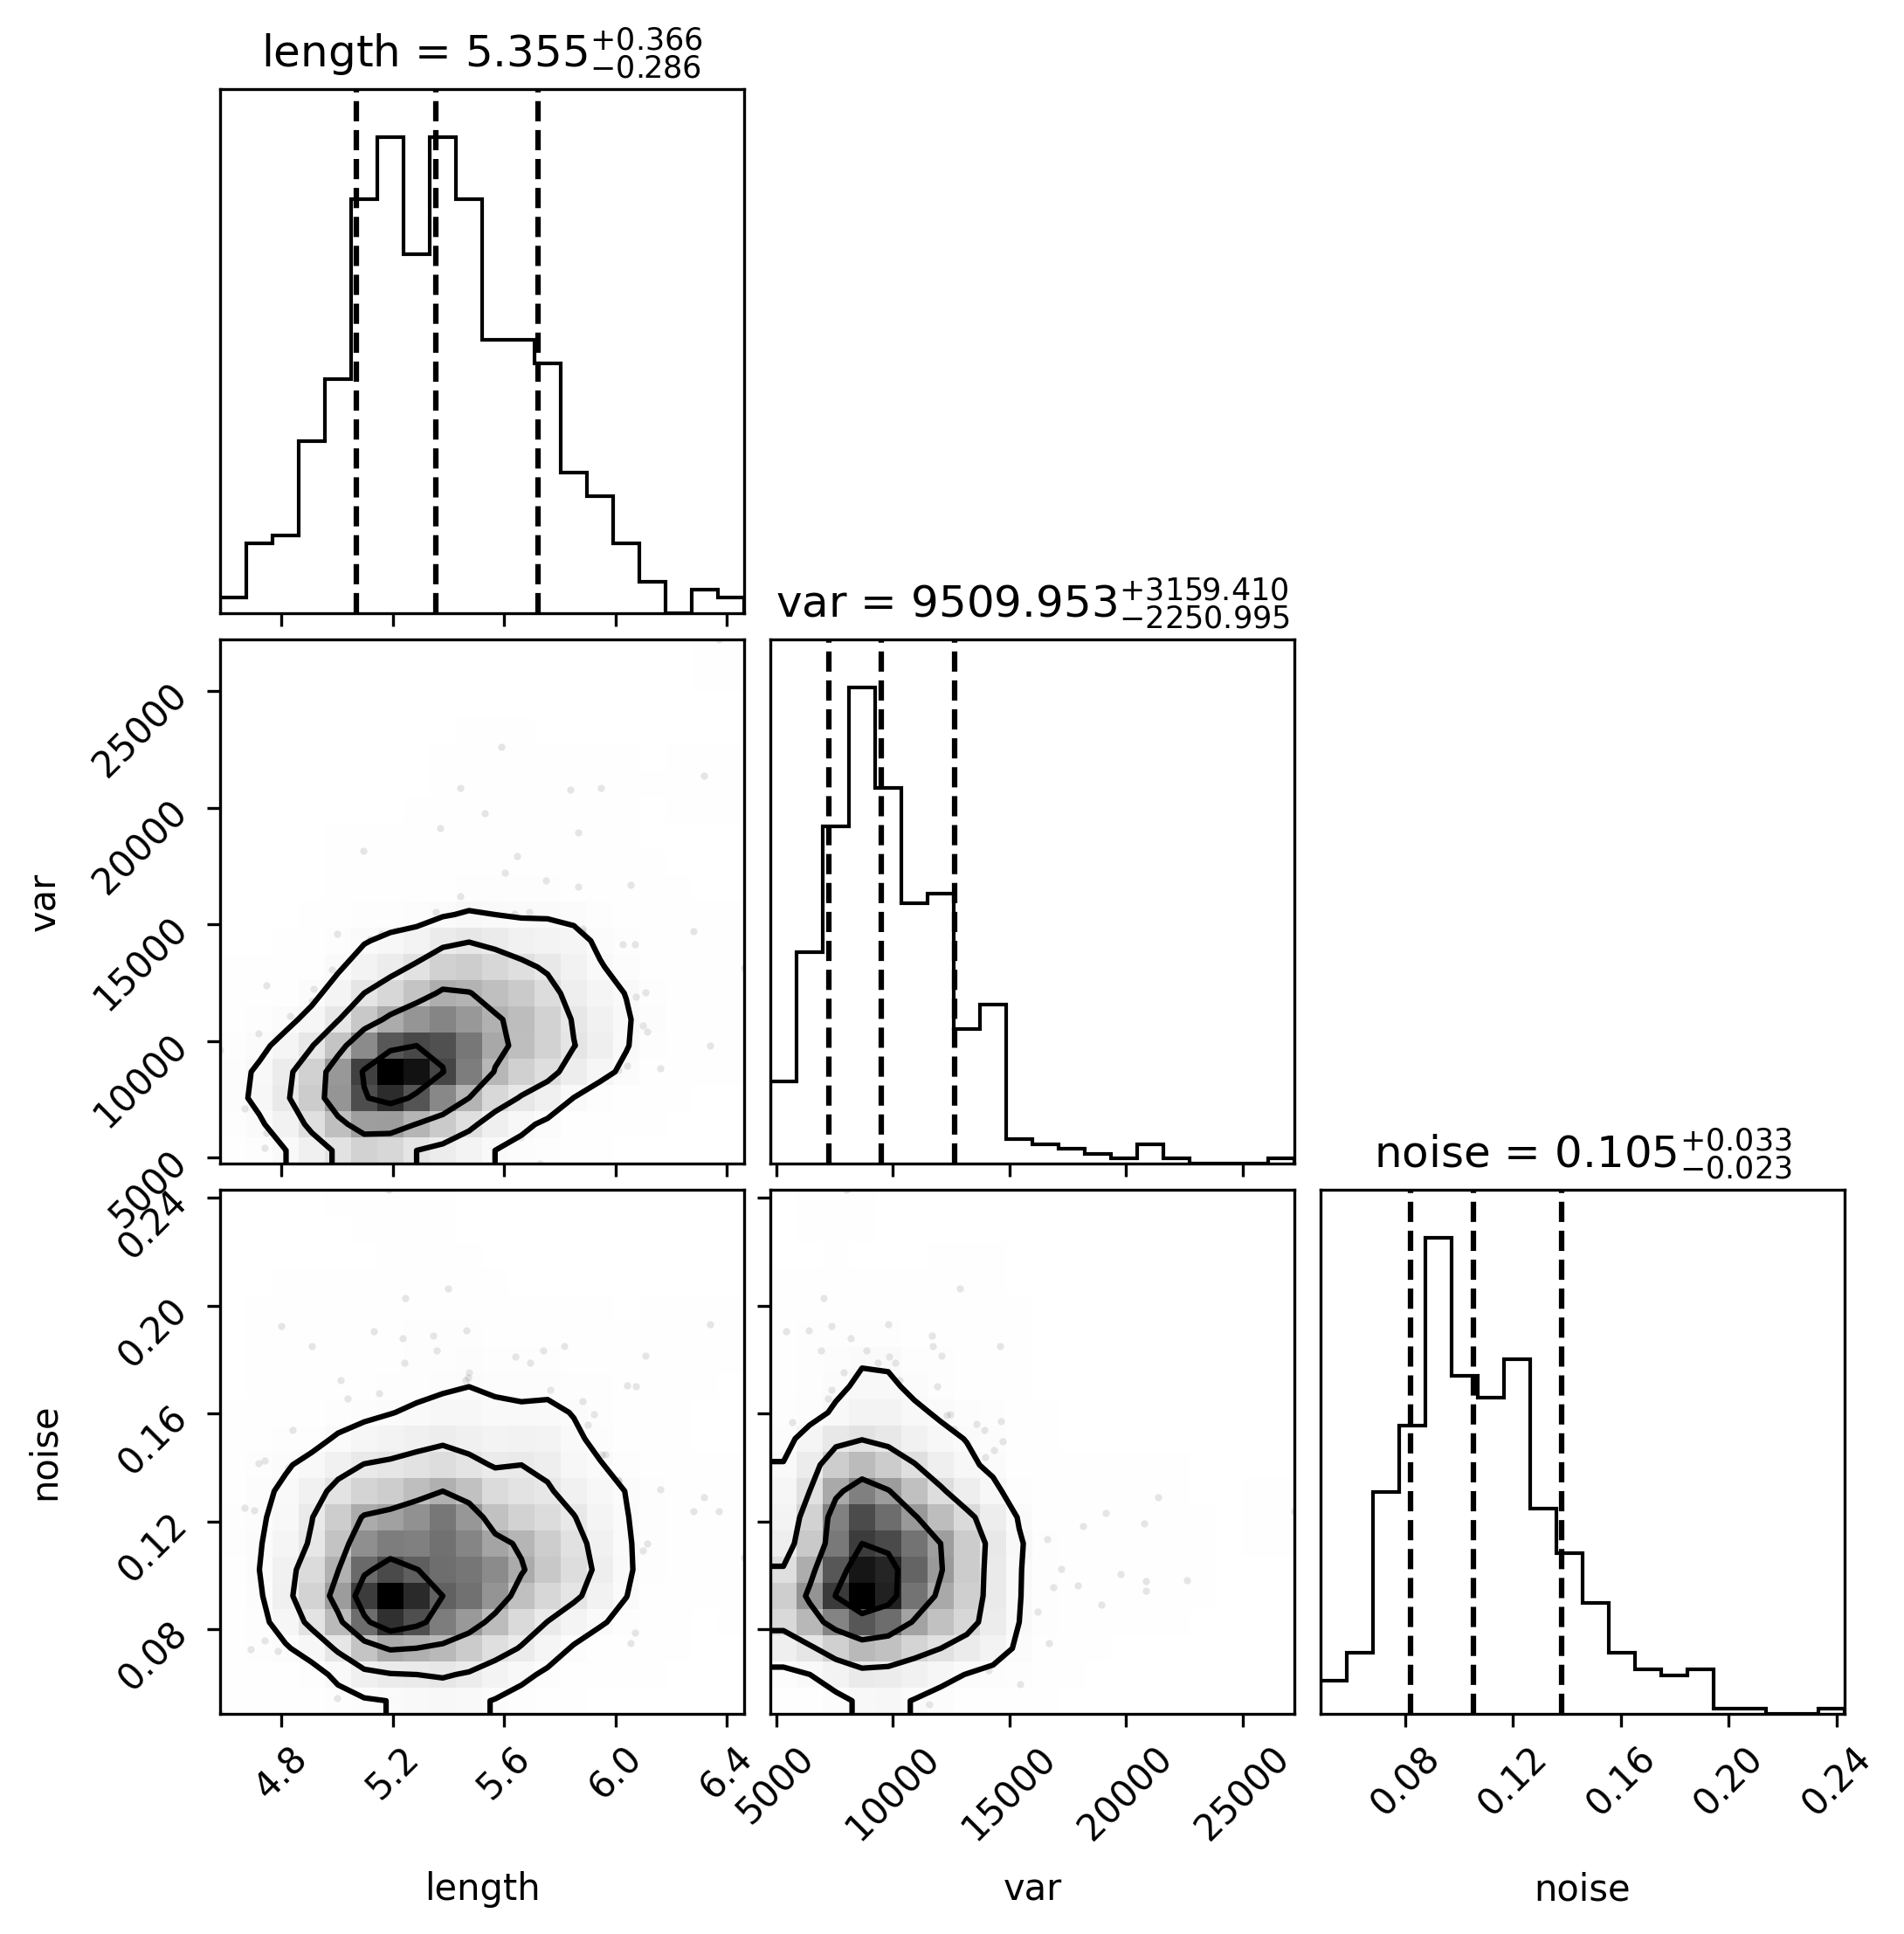 length = 5.355 +0.366 −0.286
var = 9509.953 +3159.410 −2250.995
25000
20000
15000
10000
5000
var
noise = 0.105 +0.033 −0.023
0.24
0.20
0.16
0.12
0.08
noise
4.8 5.2 5.6 6.0 6.4 5000 10000 15000 20000 25000 0.08 0.12 0.16 0.20 0.24
length var noise